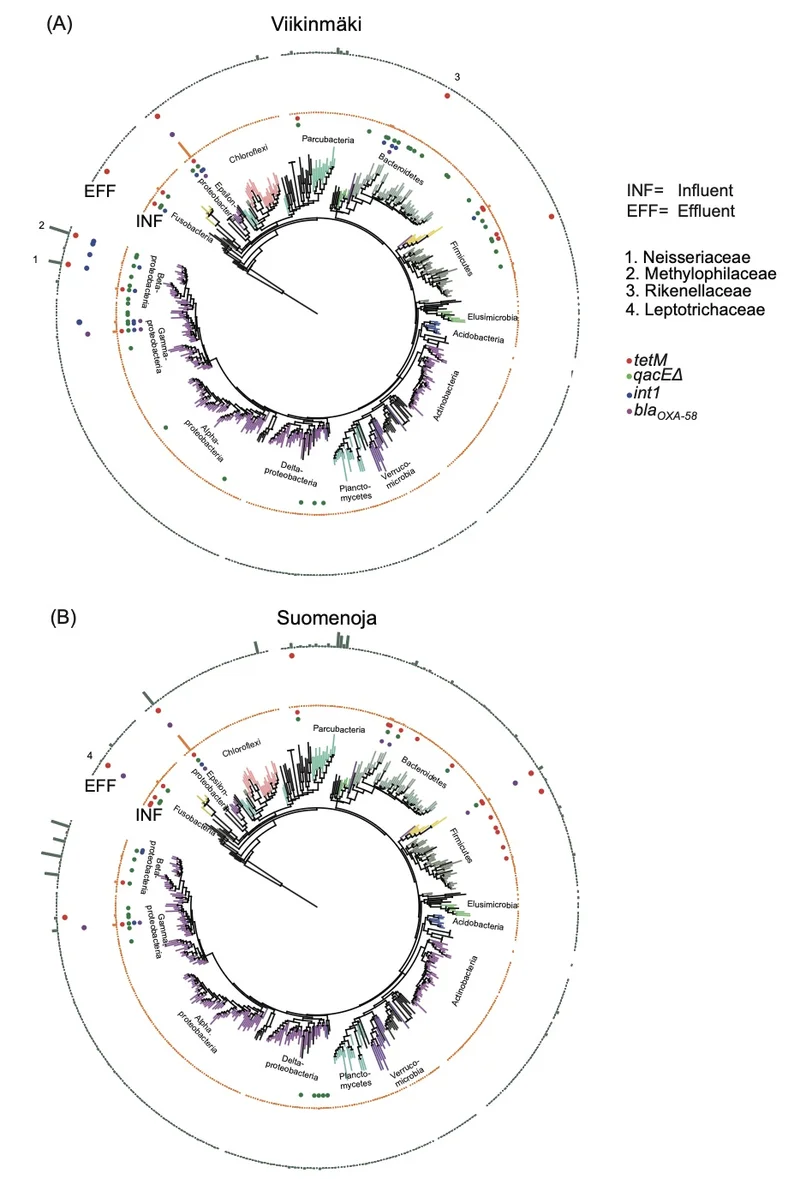 (A)
Viikinmäki
3
Chloroflexi
Parcubacteria
Bacteroidetes
EFF
Epsilon-
proteobacteria
INF
Fusobacteria
2
1
Beta-
proteobacteria
Firmicutes
Gamma-
proteobacteria
Elusimicrobia
Acidobacteria
Actinobacteria
Alpha-
proteobacteria
Delta-
proteobacteria
Plancto-
mycetes
Verruco-
microbia
INF= Influent
EFF= Effluent
1. Neisseriaceae
2. Methylophilaceae
3. Rikenellaceae
4. Leptotrichaceae
tetM
qacEΔ
int1
blaOXA-58
(B)
Suomenoja
Chloroflexi
Parcubacteria
Bacteroidetes
4
EFF
Epsilon-
proteobacteria
INF
Fusobacteria
Beta-
proteobacteria
Firmicutes
Gamma-
proteobacteria
Elusimicrobia
Acidobacteria
Actinobacteria
Alpha-
proteobacteria
Delta-
proteobacteria
Plancto-
mycetes
Verruco-
microbia